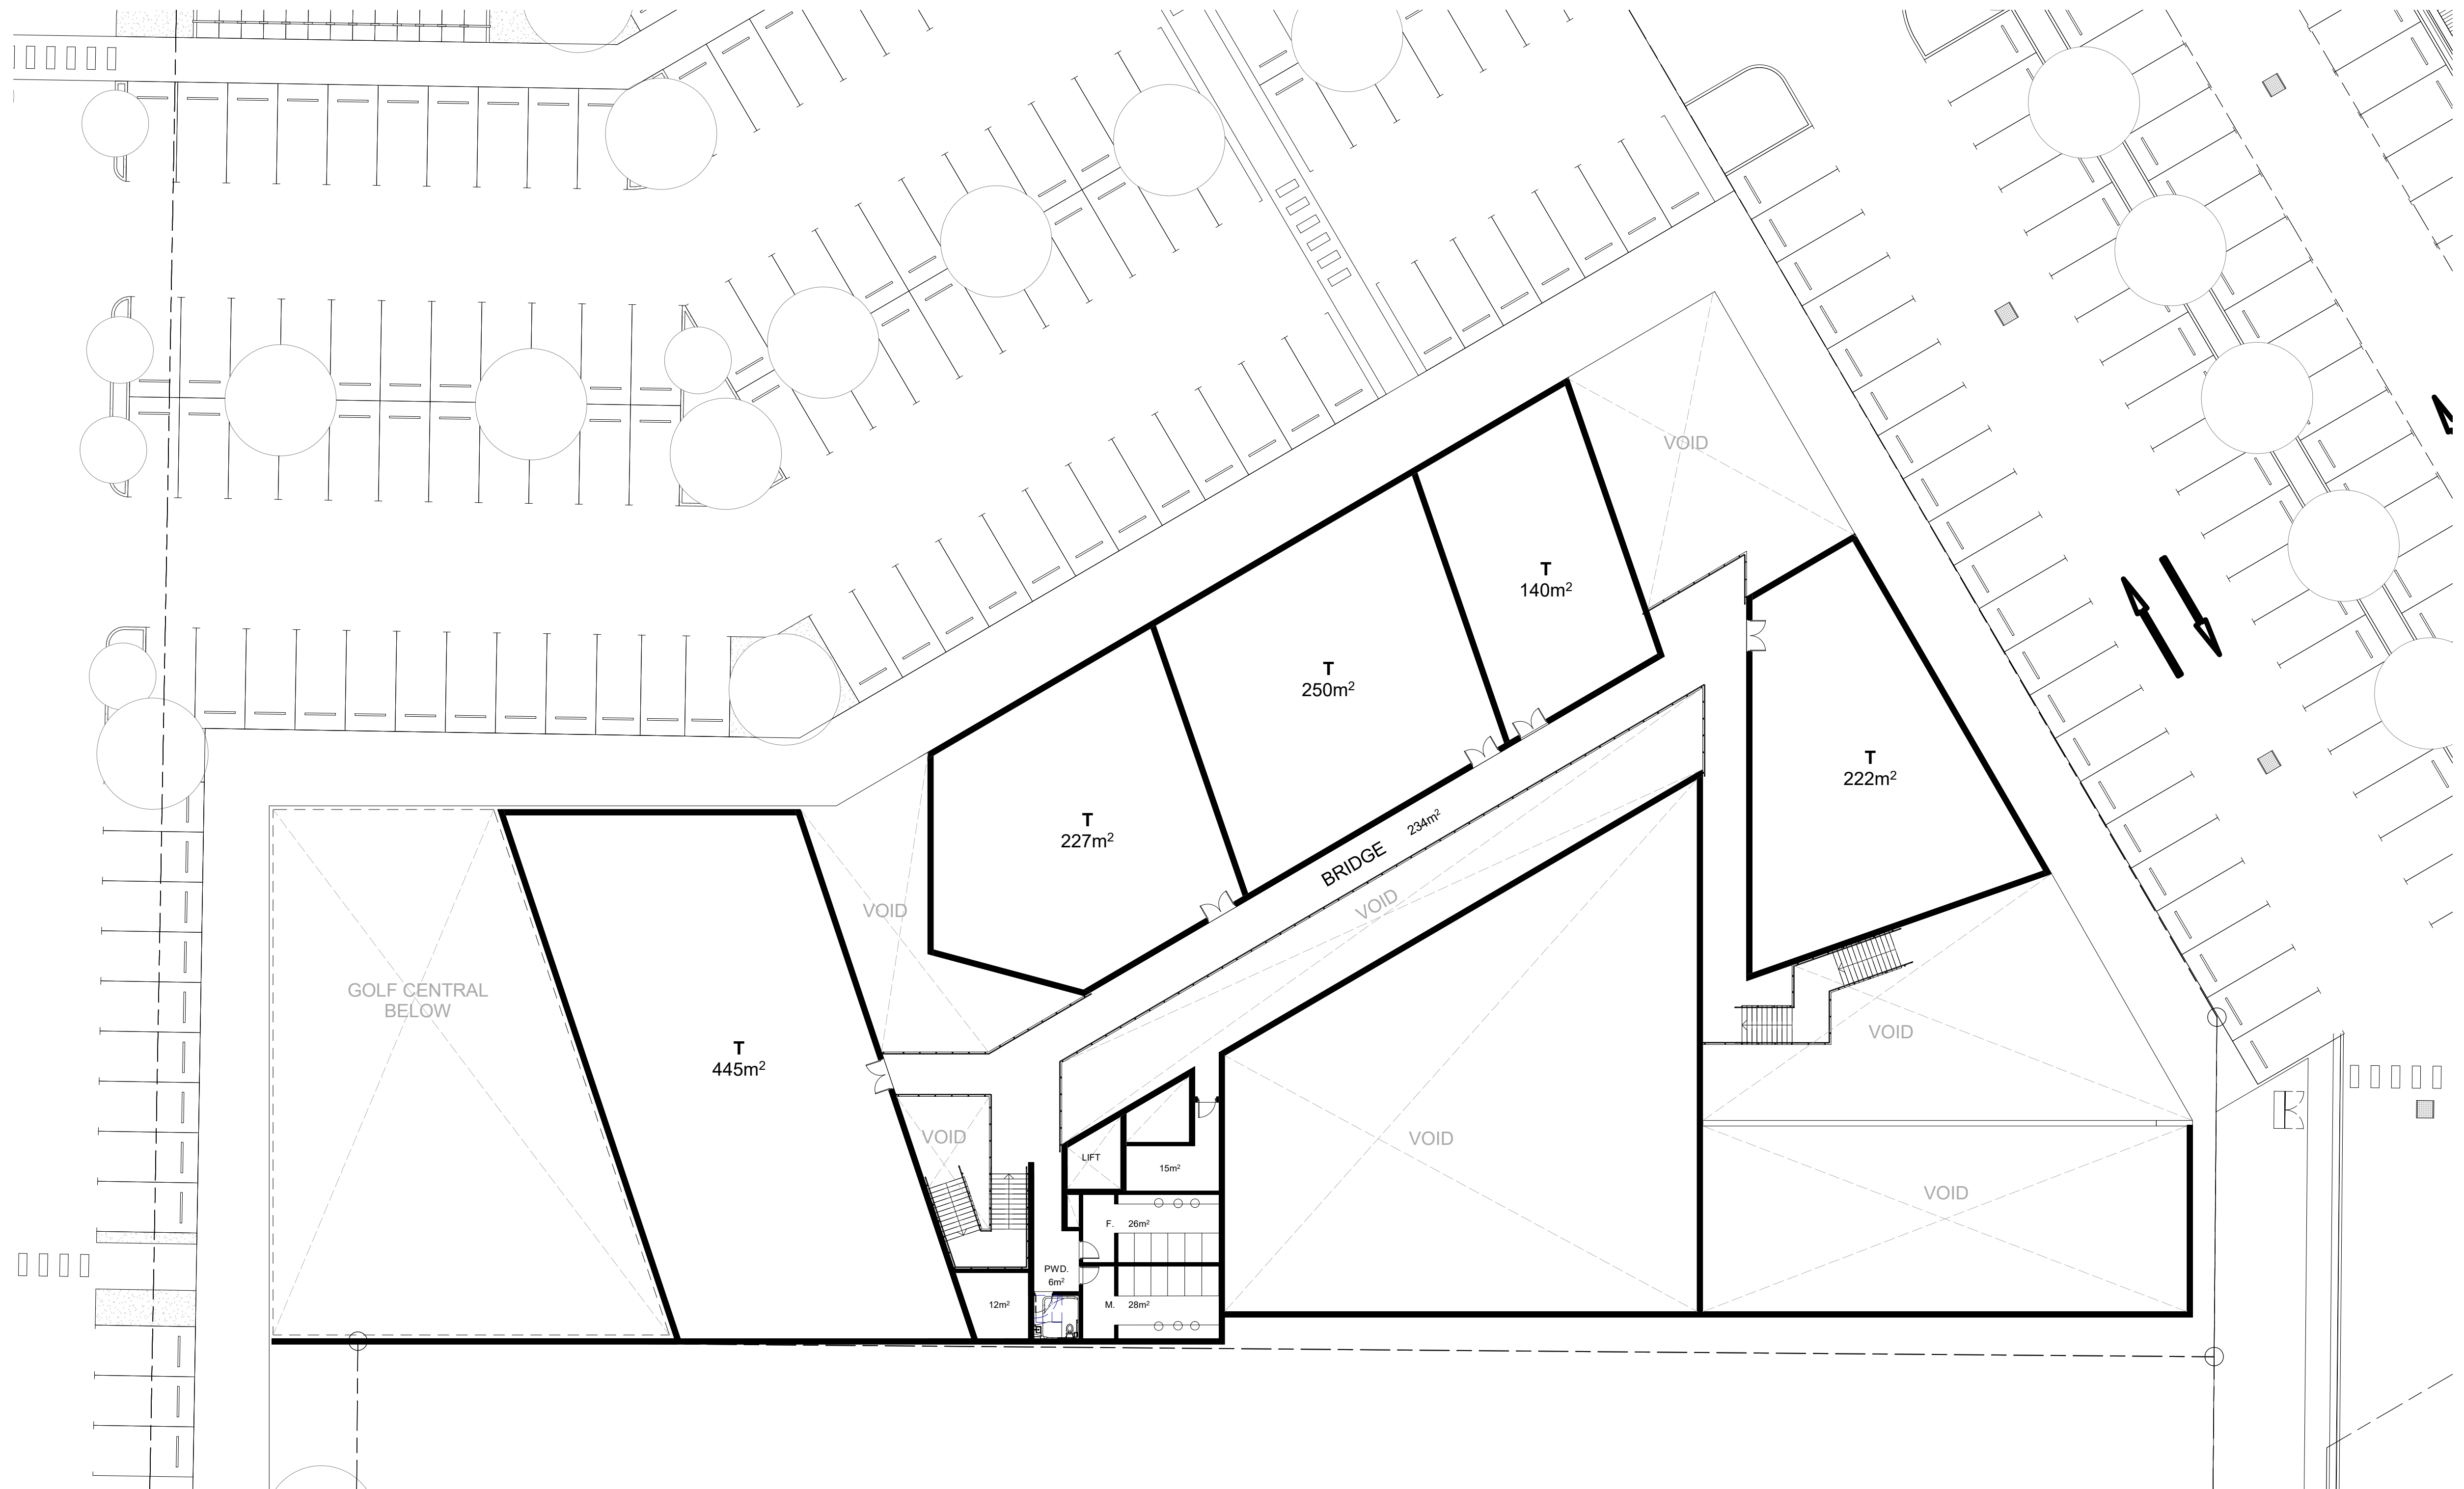 VOID
T
140m²
T
250m²
T
222m²
T
227m²
234m²
BRIDGE
VOID
VOID
GOLF CENTRAL
BELOW
T
445m²
VOID
VOID
VOID
LIFT
15m²
VOID
F. 26m²
PWD.
6m²
12m²
M. 28m²